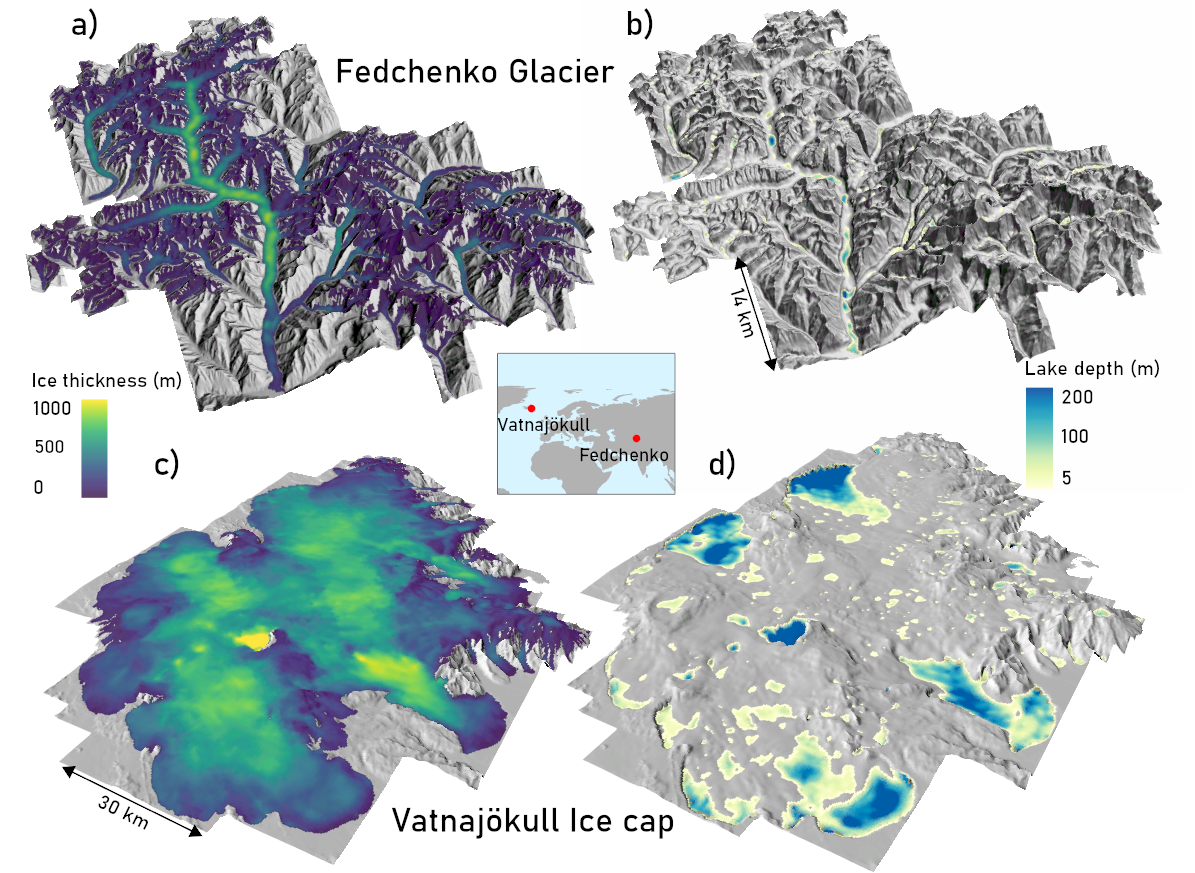 a)
b)
Fedchenko Glacier
14 km
Ice thickness (m)
1000
500
0
Vatnajökull
Fedchenko
Lake depth (m)
200
100
5
c)
d)
30 km
Vatnajökull Ice cap